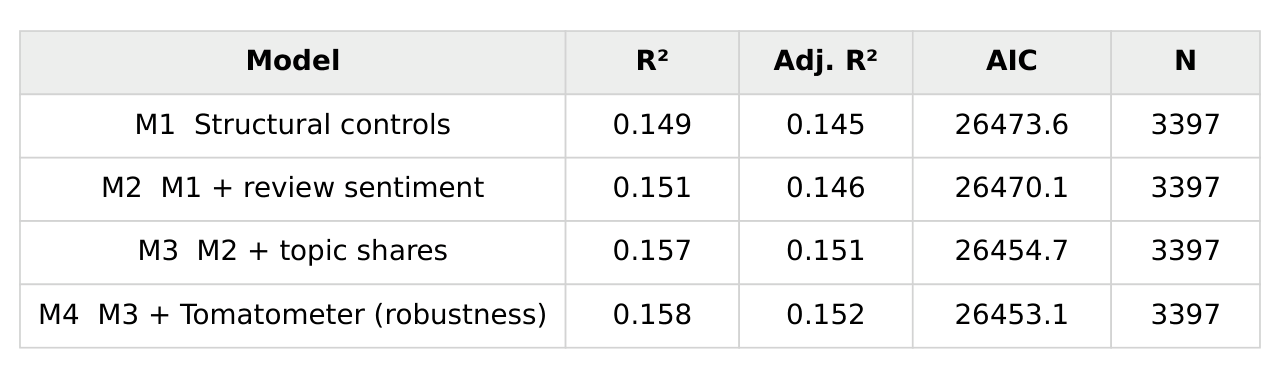 Model R² Adj. R² AIC N
M1  Structural controls 0.149 0.145 26473.6 3397
M2  M1 + review sentiment 0.151 0.146 26470.1 3397
M3  M2 + topic shares 0.157 0.151 26454.7 3397
M4  M3 + Tomatometer (robustness) 0.158 0.152 26453.1 3397